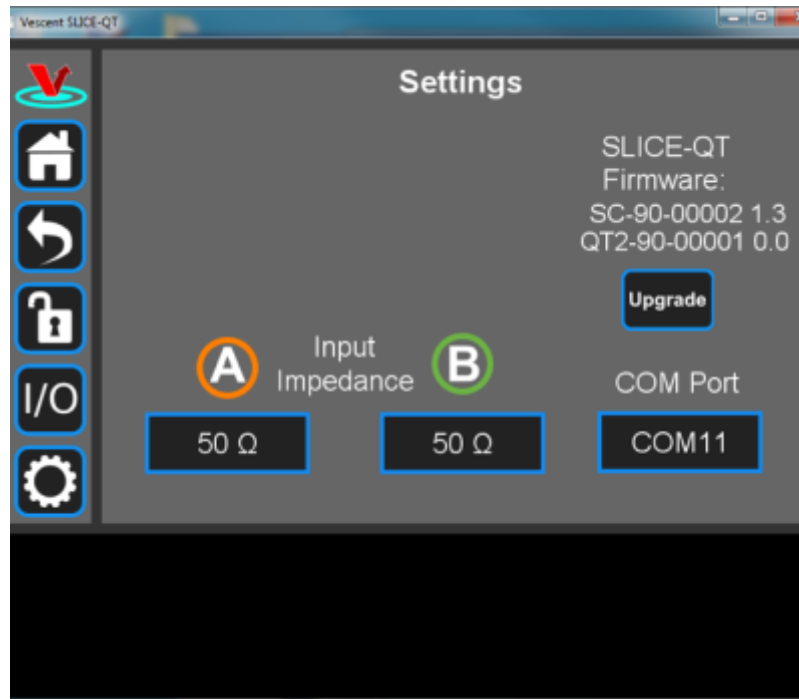 Vescent SLICE-QT
Settings
SLICE-QT
Firmware:
SC-90-00002 1.3
QT2-90-00001 0.0
Upgrade
A
Input
Impedance
B
COM Port
I/O
50 Ω
50 Ω
COM11